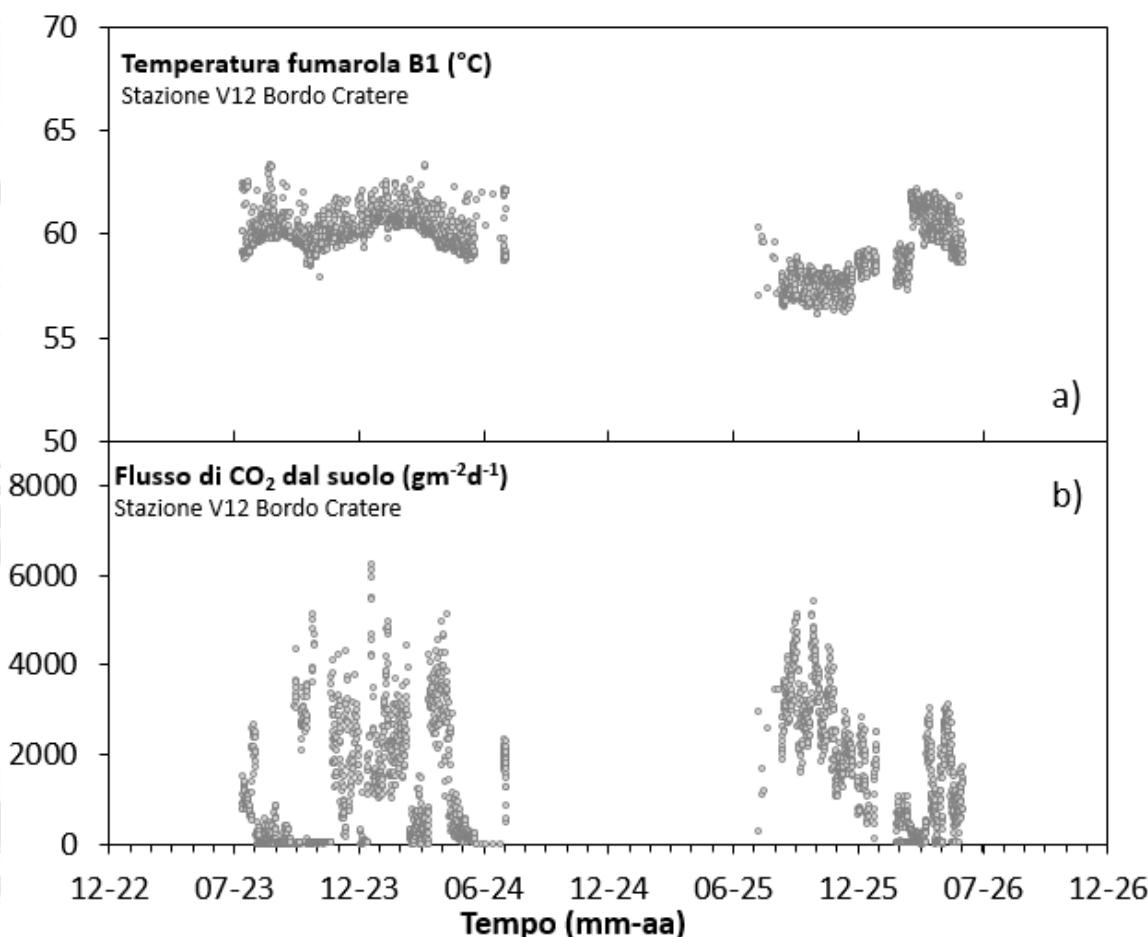 70
Temperatura fumarola B1 (°C)
Stazione V12 Bordo Cratere
65
60
55
a)
50
Flusso di CO₂ dal suolo (gm⁻²d⁻¹)
8000
b)
Stazione V12 Bordo Cratere
6000
4000
2000
0
12-22 07-23 12-23 06-24 12-24 06-25 12-25 07-26 12-26
Tempo (mm-aa)